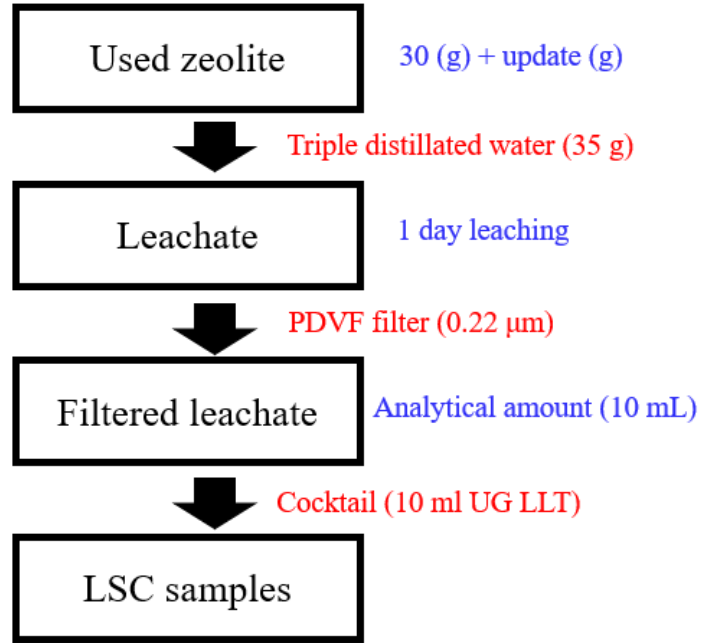 Used zeolite
30 (g) + update (g)
Triple distillated water (35 g)
Leachate
1 day leaching
PDVF filter (0.22 μm)
Filtered leachate
Analytical amount (10 mL)
Cocktail (10 ml UG LLT)
LSC samples